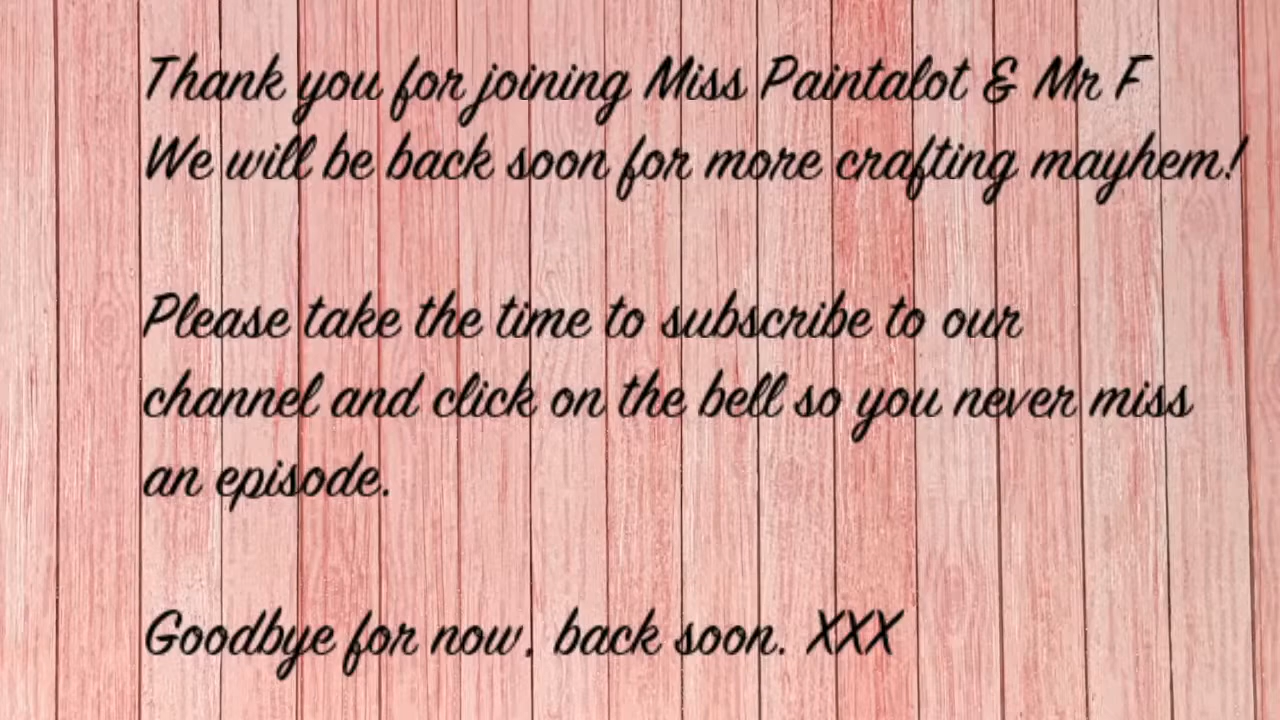 Thank you for joining Miss Paintalot & Mr F
We will be back soon for more crafting mayhem!
Please take the time to subscribe to our
channel and click on the bell so you never miss
an episode.
Goodbye for now, back soon. XXX